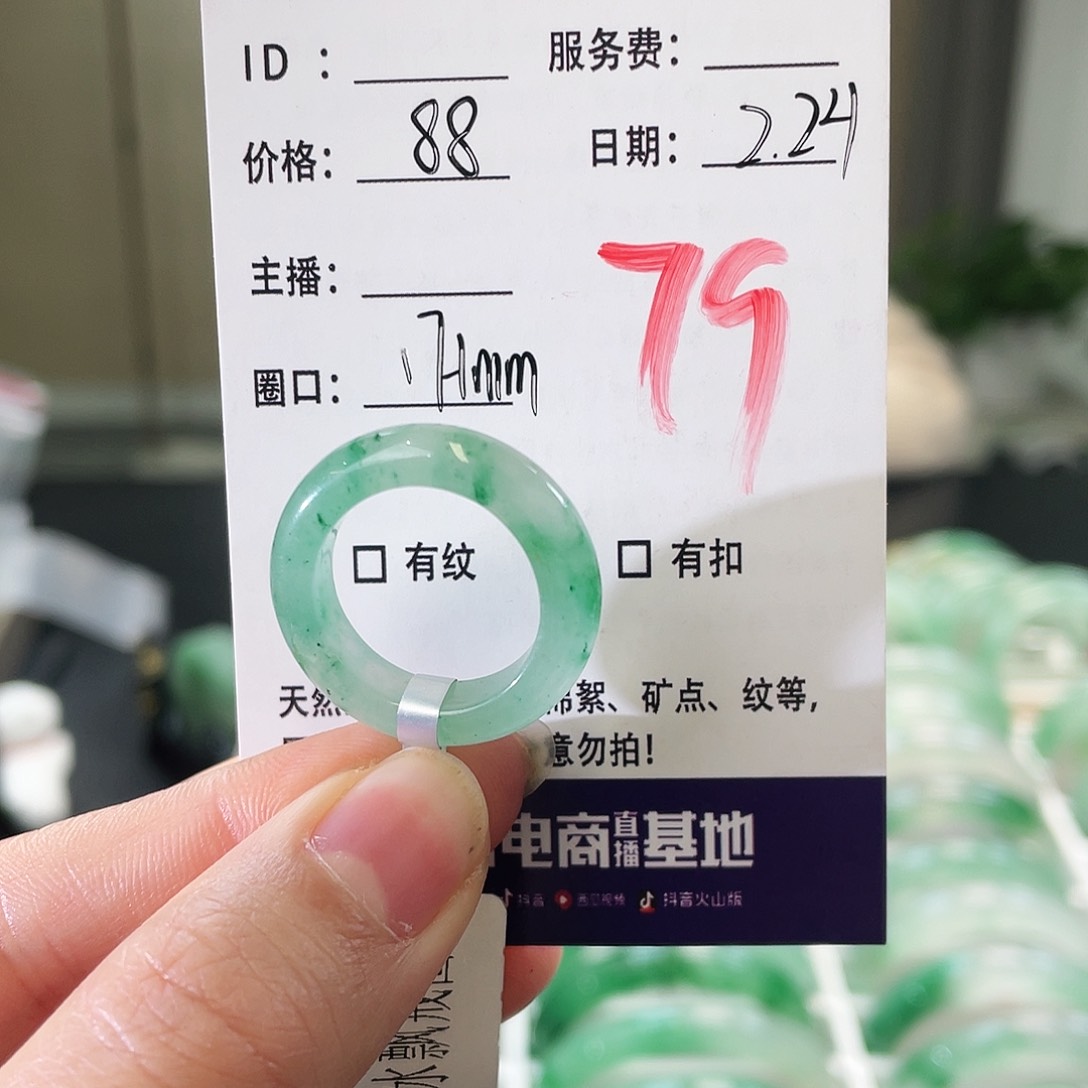 ID： 服务费：
价格：88 日期：2.24
主播：
79
圈口：
□ 有纹 □ 有扣
天然 絮、矿点、纹等，
意勿拍！
电商直播基地
抖音 西瓜视频 抖音火山版
水飘